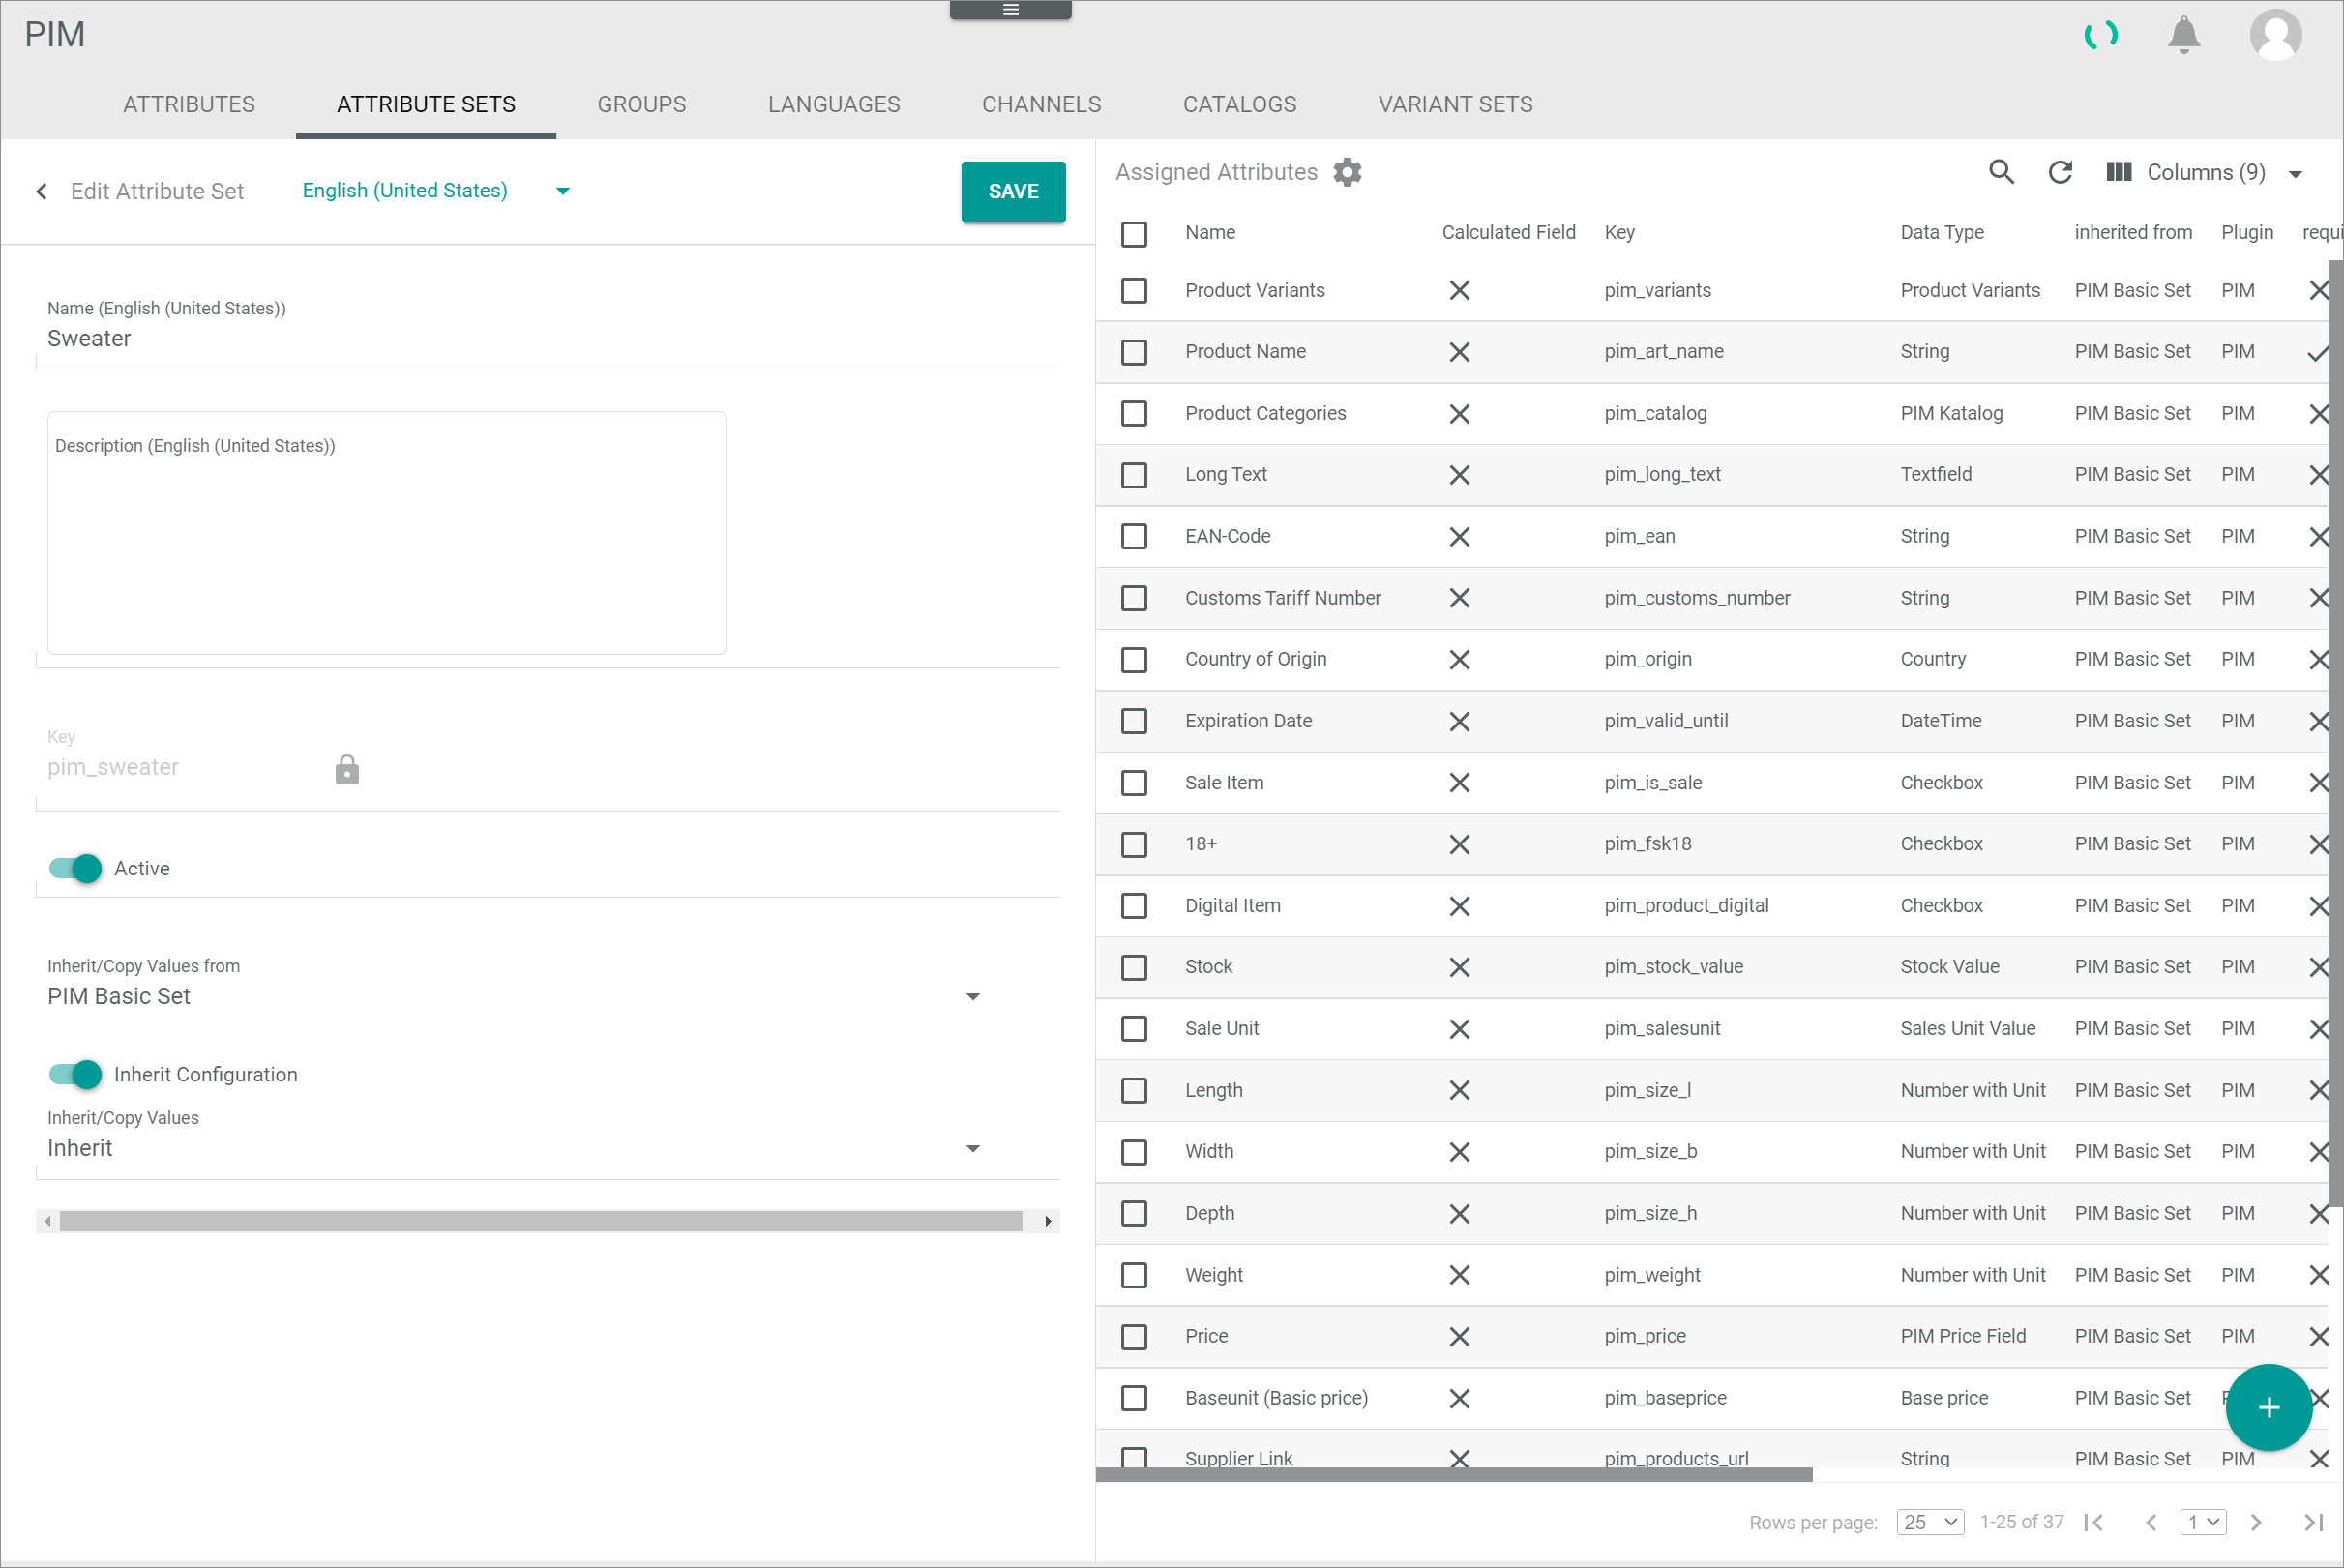 PIM
ATTRIBUTES ATTRIBUTE SETS GROUPS LANGUAGES CHANNELS CATALOGS VARIANT SETS
Edit Attribute Set English (United States) SAVE
Name (English (United States))
Sweater
Description (English (United States))
Key
pim_sweater
Active
Inherit/Copy Values from
PIM Basic Set
Inherit Configuration
Inherit/Copy Values
Inherit
Assigned Attributes Columns (9)
Name Calculated Field Key Data Type inherited from Plugin requi
Product Variants pim_variants Product Variants PIM Basic Set PIM
Product Name pim_art_name String PIM Basic Set PIM
Product Categories pim_catalog PIM Katalog PIM Basic Set PIM
Long Text pim_long_text Textfield PIM Basic Set PIM
EAN-Code pim_ean String PIM Basic Set PIM
Customs Tariff Number pim_customs_number String PIM Basic Set PIM
Country of Origin pim_origin Country PIM Basic Set PIM
Expiration Date pim_valid_until DateTime PIM Basic Set PIM
Sale Item pim_is_sale Checkbox PIM Basic Set PIM
18+ pim_fsk18 Checkbox PIM Basic Set PIM
Digital Item pim_product_digital Checkbox PIM Basic Set PIM
Stock pim_stock_value Stock Value PIM Basic Set PIM
Sale Unit pim_salesunit Sales Unit Value PIM Basic Set PIM
Length pim_size_l Number with Unit PIM Basic Set PIM
Width pim_size_b Number with Unit PIM Basic Set PIM
Depth pim_size_h Number with Unit PIM Basic Set PIM
Weight pim_weight Number with Unit PIM Basic Set PIM
Price pim_price PIM Price Field PIM Basic Set PIM
Baseunit (Basic price) pim_baseprice Base price PIM Basic Set
Supplier Link pim_products_url String PIM Basic Set PIM
Rows per page: 25 1-25 of 37 1